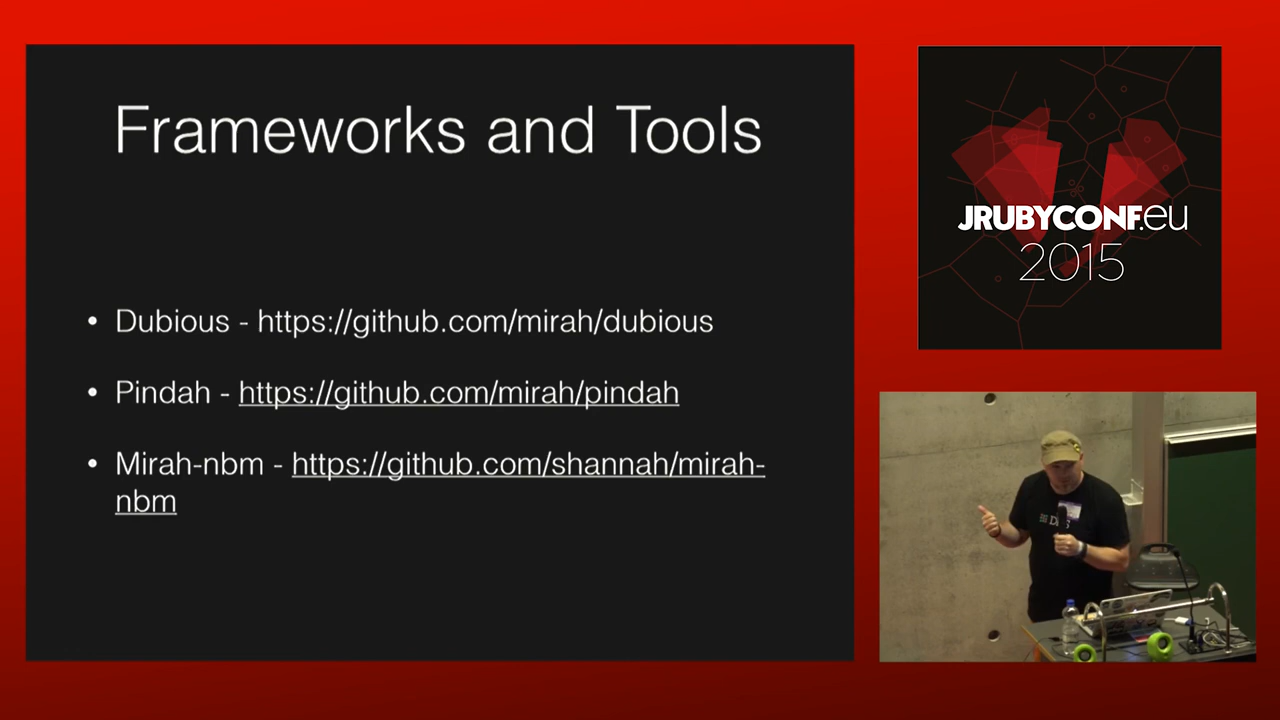 Frameworks and Tools
• Dubious - https://github.com/mirah/dubious
• Pindah - https://github.com/mirah/pindah
• Mirah-nbm - https://github.com/shannah/mirah-
nbm
JRUBYCONF.eu
2015